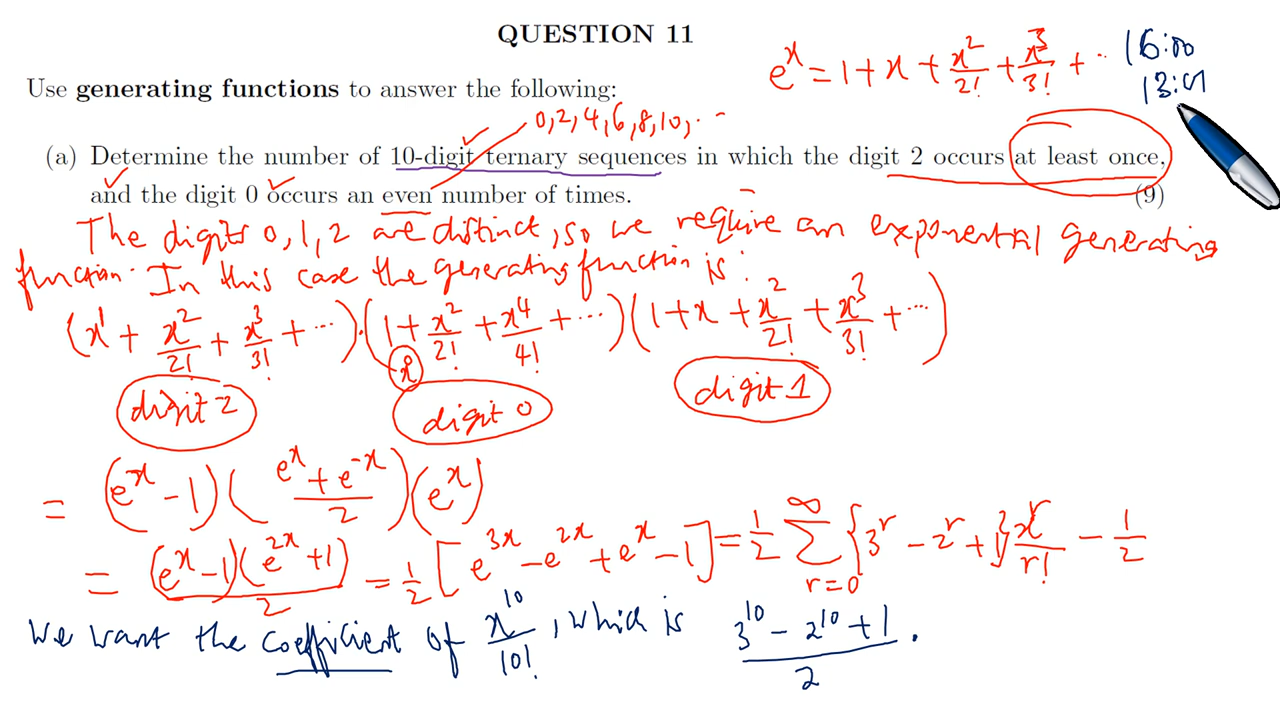 QUESTION 11
e^x = 1 + x + x^2/2! + x^3/3! + ...
16:00
Use generating functions to answer the following:
0, 2, 4, 6, 8, 10, ...
(a) Determine the number of 10-digit ternary sequences in which the digit 2 occurs at least once,
and the digit 0 occurs an even number of times. (9)
The digits 0, 1, 2 are distinct, so we require an exponential generating
function. In this case the generating function is:
(x^1 + x^2/2! + x^3/3! + ...) · (1 + x^2/2! + x^4/4! + ...)(1 + x + x^2/2! + x^3/3! + ...)
digit 2 digit 0 digit 1
= (e^x - 1)((e^x + e^-x)/2)(e^x)
= (e^x - 1)(e^2x + 1)/2 = 1/2 [e^3x - e^2x + e^x - 1] = 1/2 ∑_{r=0}^{∞} {3^r - 2^r + 1} x^r/r! - 1/2
We want the coefficient of x^10/10!, which is (3^10 - 2^10 + 1)/2.